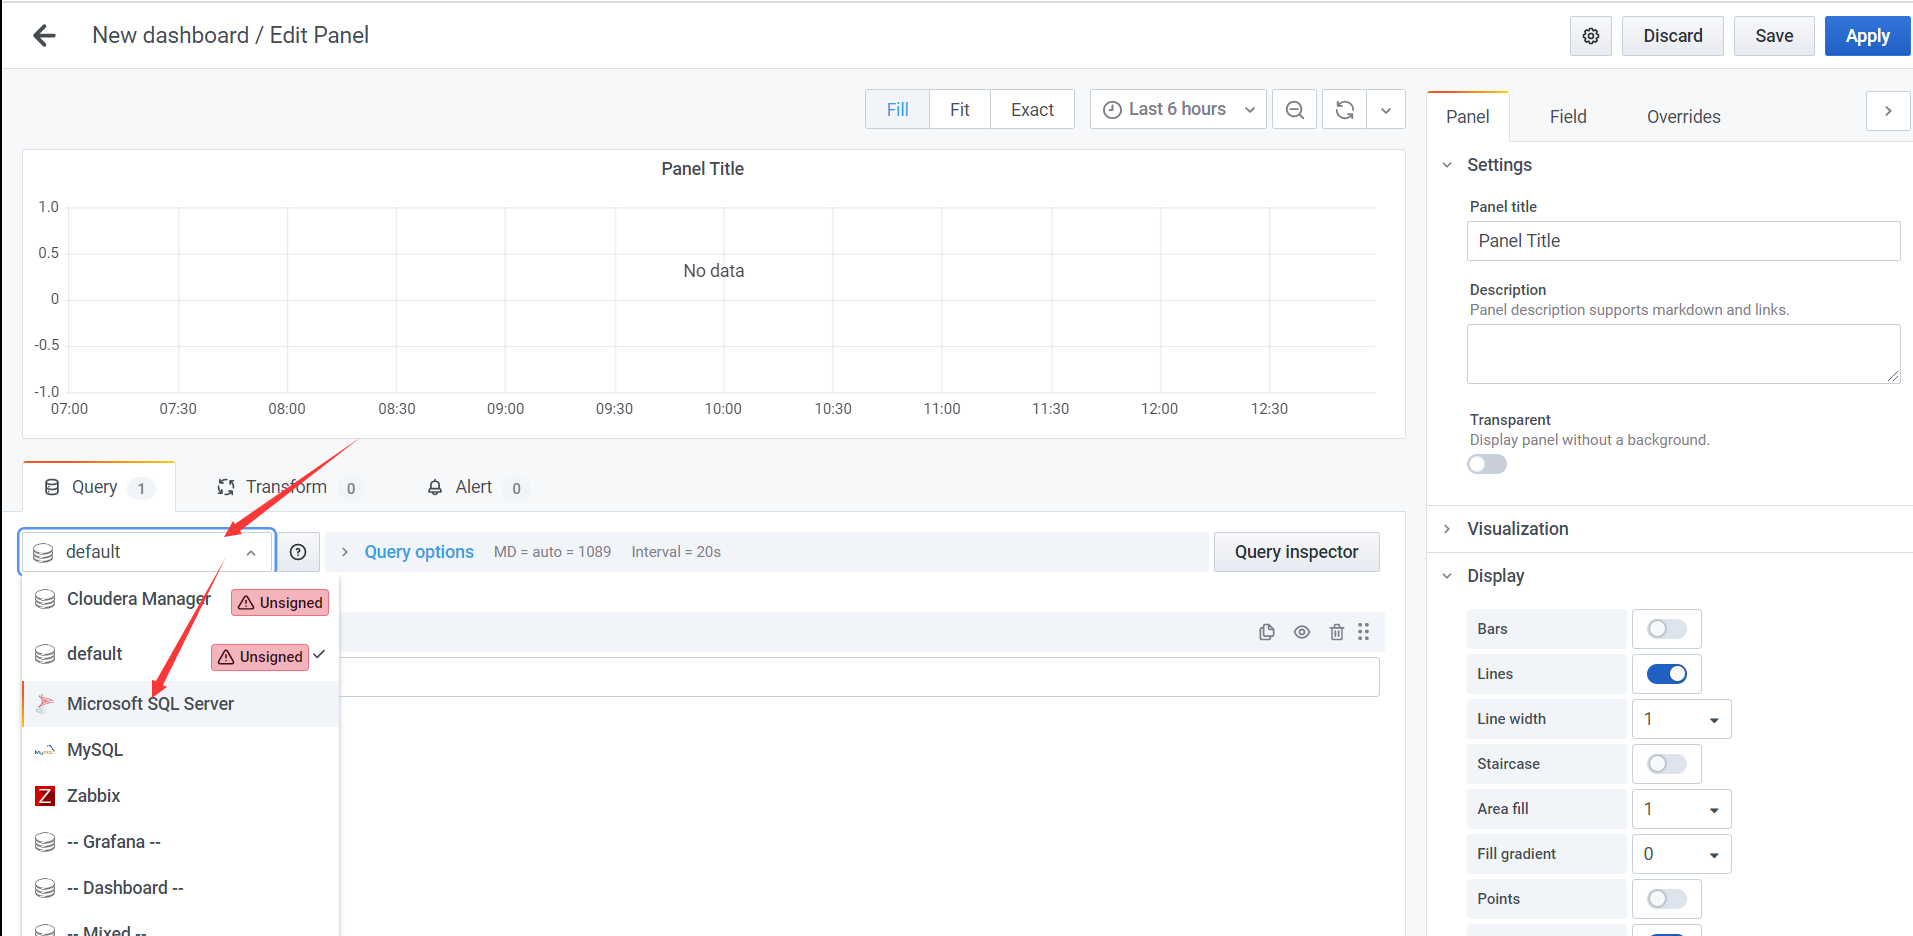 New dashboard / Edit Panel
Discard
Save
Apply
Fill
Fit
Exact
Last 6 hours
Panel
Field
Overrides
Panel Title
1.0
0.5
0
-0.5
-1.0
No data
07:00
07:30
08:00
08:30
09:00
09:30
10:00
10:30
11:00
11:30
12:00
12:30
Settings
Panel title
Panel Title
Description
Panel description supports markdown and links.
Transparent
Display panel without a background.
Query 1
Transform 0
Alert 0
default
Query options
MD = auto = 1089
Interval = 20s
Query inspector
Cloudera Manager
Unsigned
default
Unsigned
Microsoft SQL Server
MySQL
Zabbix
-- Grafana --
-- Dashboard --
-- Mixed --
Visualization
Display
Bars
Lines
Line width
1
Staircase
Area fill
1
Fill gradient
0
Points